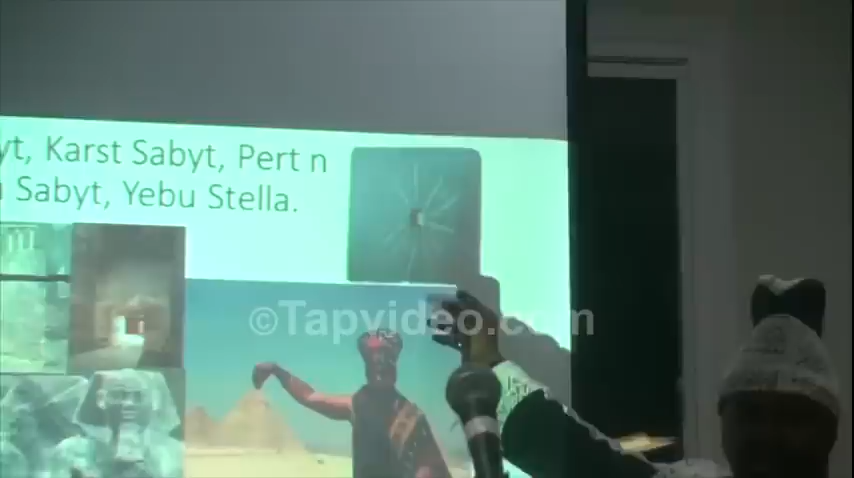 yt, Karst Sabyt, Pert n
Sabyt, Yebu Stella.
©Tapvideo.com